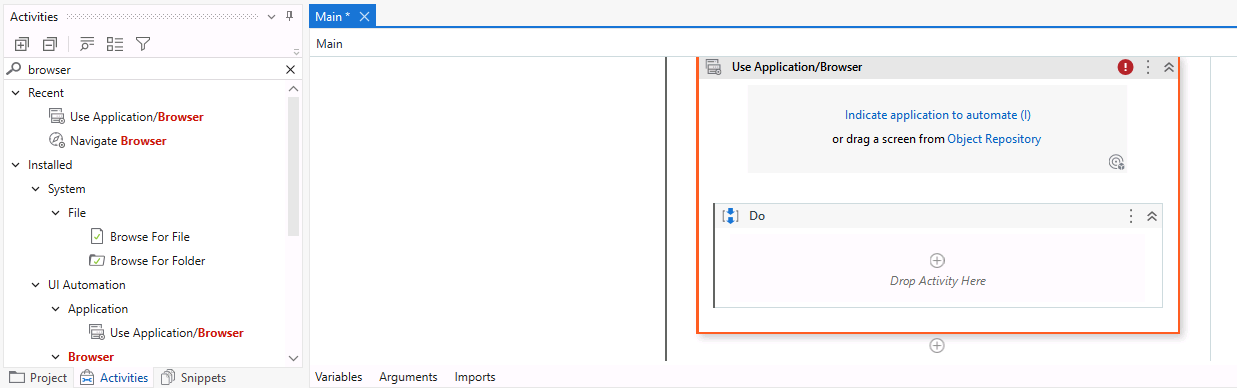 Activities
browser
Recent
Use Application/Browser
Navigate Browser
Installed
System
File
Browse For File
Browse For Folder
UI Automation
Application
Use Application/Browser
Browser
Project
Activities
Snippets
Main *
Main
Use Application/Browser
Indicate application to automate (I)
or drag a screen from Object Repository
Do
Drop Activity Here
Variables Arguments Imports